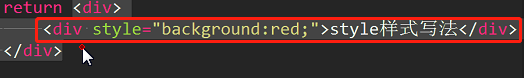 return <div>
<div style="background:red;">style样式写法</div>
</div>